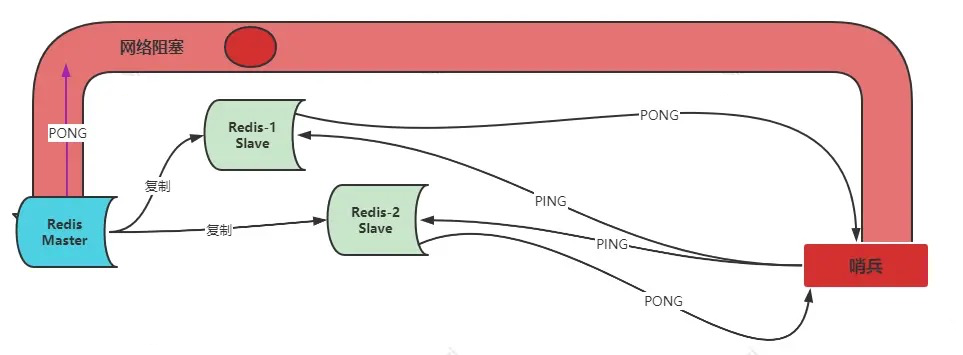 网络阻塞
PONG
Redis-1
Slave
PONG
复制
PING
Redis
Master
复制
Redis-2
Slave
PING
哨兵
PONG